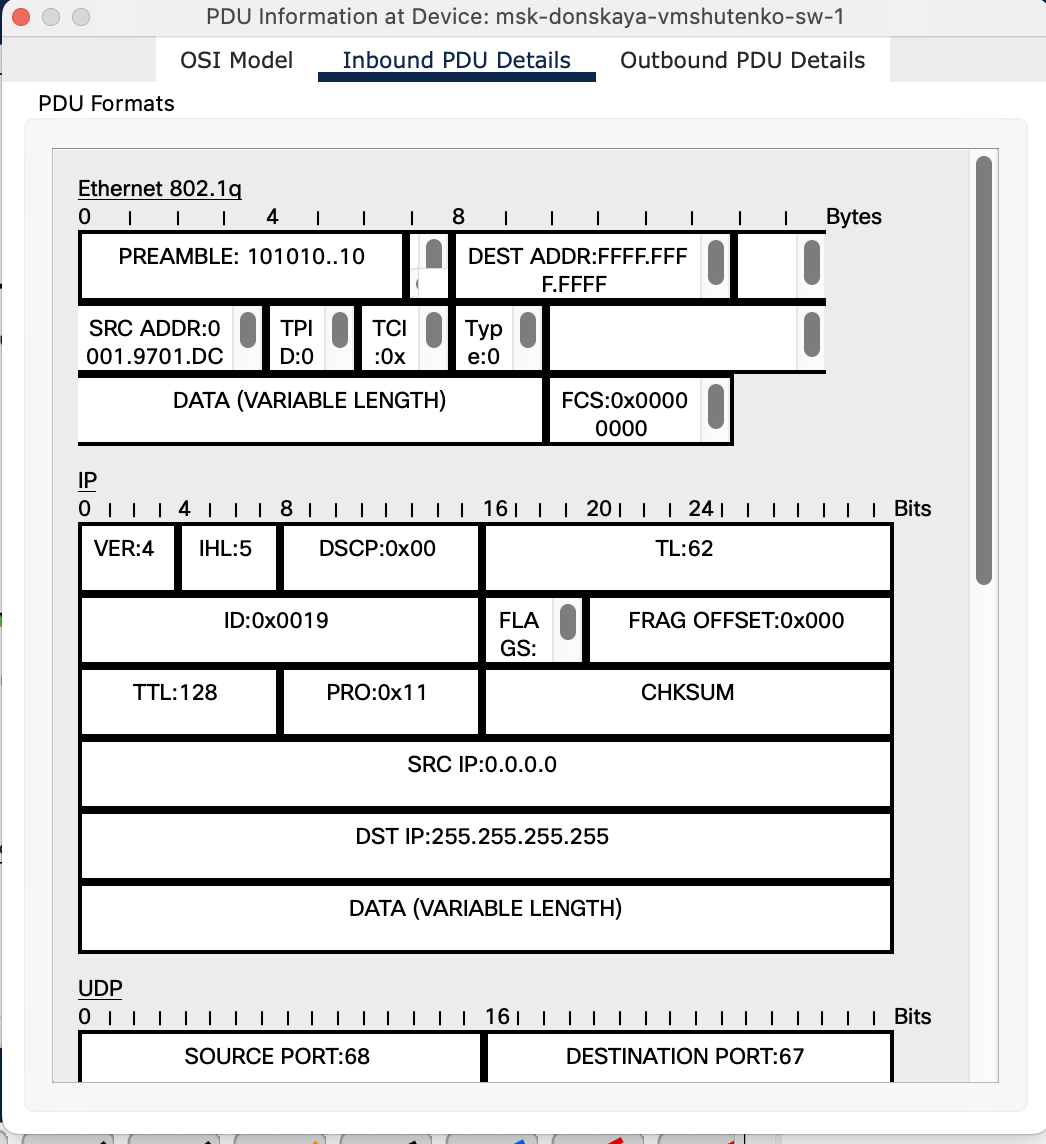 PDU Information at Device: msk-donskaya-vmshutenko-sw-1
OSI Model Inbound PDU Details Outbound PDU Details
PDU Formats
Ethernet 802.1q
0 4 8 Bytes
PREAMBLE: 101010..10 DEST ADDR:FFFF.FFF
F.FFFF
SRC ADDR:0 TPI TCI Typ
001.9701.DC D:0 :0x e:0
DATA (VARIABLE LENGTH) FCS:0x0000
0000
IP
0 4 8 16 20 24 Bits
VER:4 IHL:5 DSCP:0x00 TL:62
ID:0x0019 FLA FRAG OFFSET:0x000
GS:
TTL:128 PRO:0x11 CHKSUM
SRC IP:0.0.0.0
DST IP:255.255.255.255
DATA (VARIABLE LENGTH)
UDP
0 16 Bits
SOURCE PORT:68 DESTINATION PORT:67